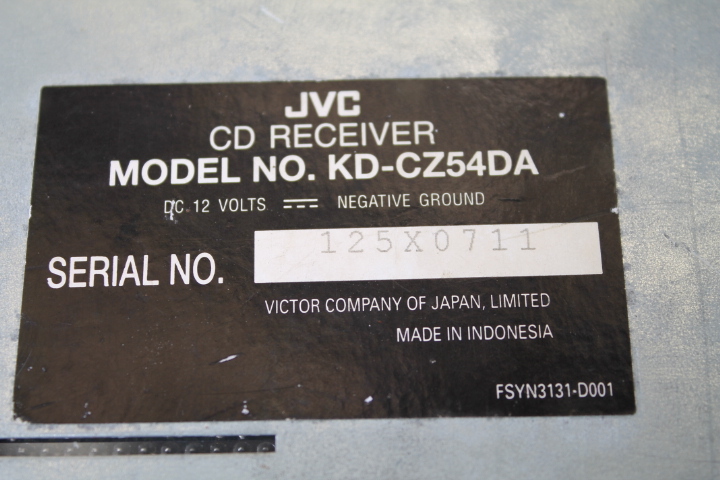 JVC
CD RECEIVER
MODEL NO. KD-CZ54DA
DC 12 VOLTS ⎓ NEGATIVE GROUND
SERIAL NO. 125X0711
VICTOR COMPANY OF JAPAN, LIMITED
MADE IN INDONESIA
FSYN3131-D001